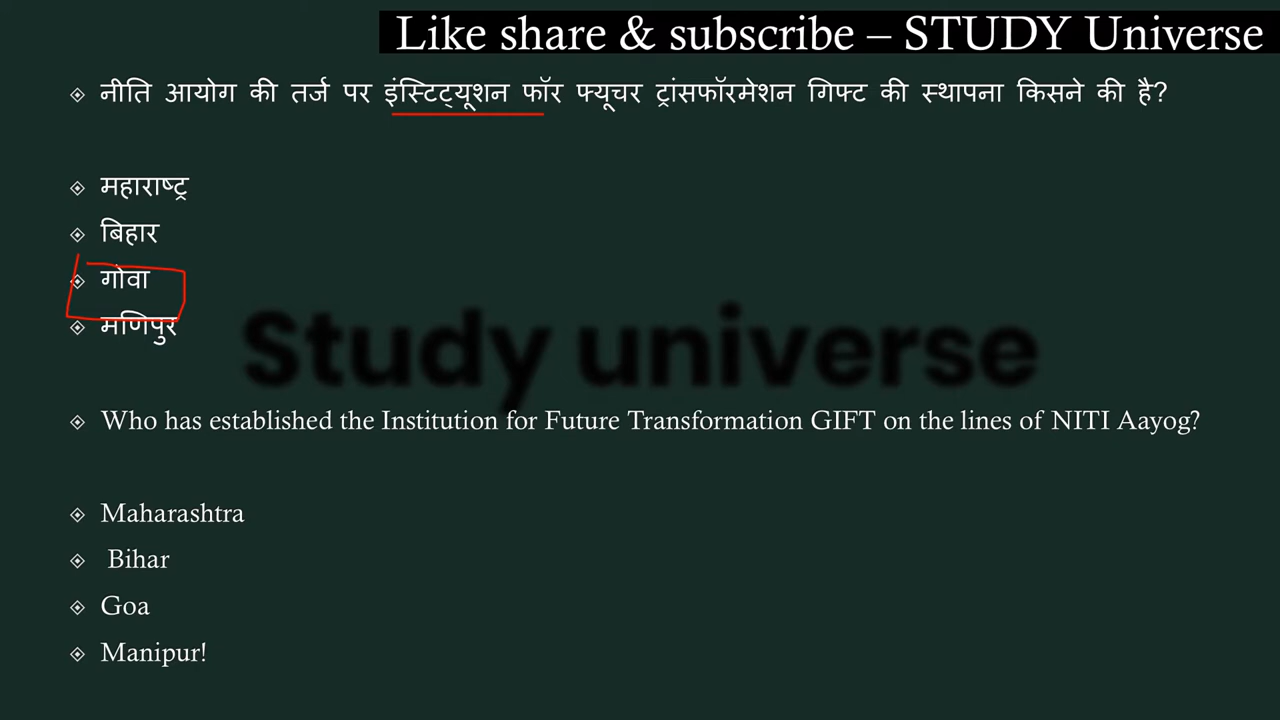 Like share & subscribe – STUDY Universe
नीति आयोग की तर्ज पर इंस्टिट्यूशन फॉर फ्यूचर ट्रांसफॉरमेशन गिफ्ट की स्थापना किसने की है?
महाराष्ट्र
बिहार
गोवा
मणिपुर
Study universe
Who has established the Institution for Future Transformation GIFT on the lines of NITI Aayog?
Maharashtra
Bihar
Goa
Manipur!